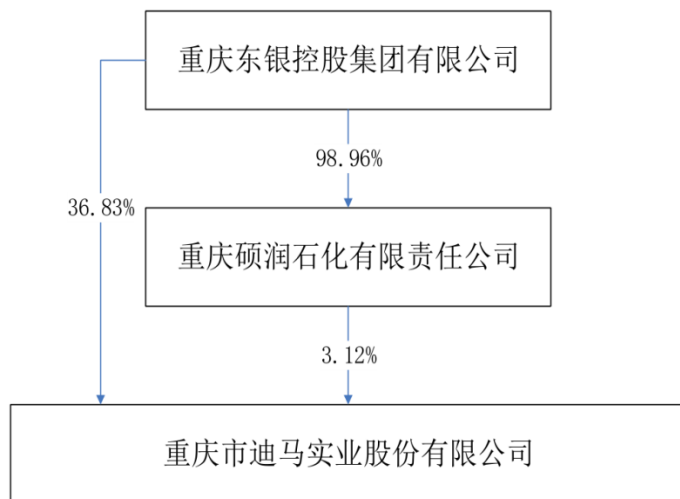 重庆东银控股集团有限公司
98.96%
36.83%
重庆硕润石化有限责任公司
3.12%
重庆市迪马实业股份有限公司